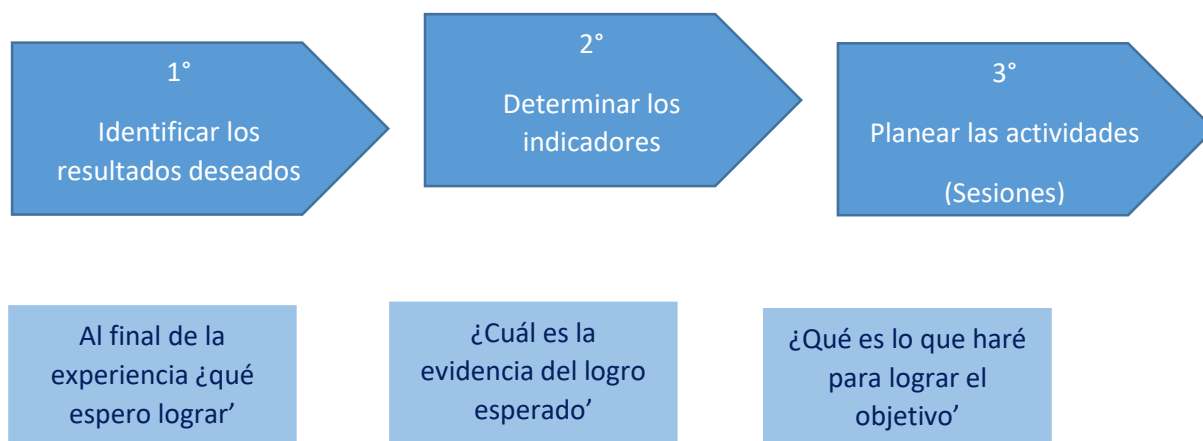 1°
Identificar los
resultados deseados
2°
Determinar los
indicadores
3°
Planear las actividades
(Sesiones)
Al final de la
experiencia ¿qué
espero lograr’
¿Cuál es la
evidencia del logro
esperado’
¿Qué es lo que haré
para lograr el
objetivo’